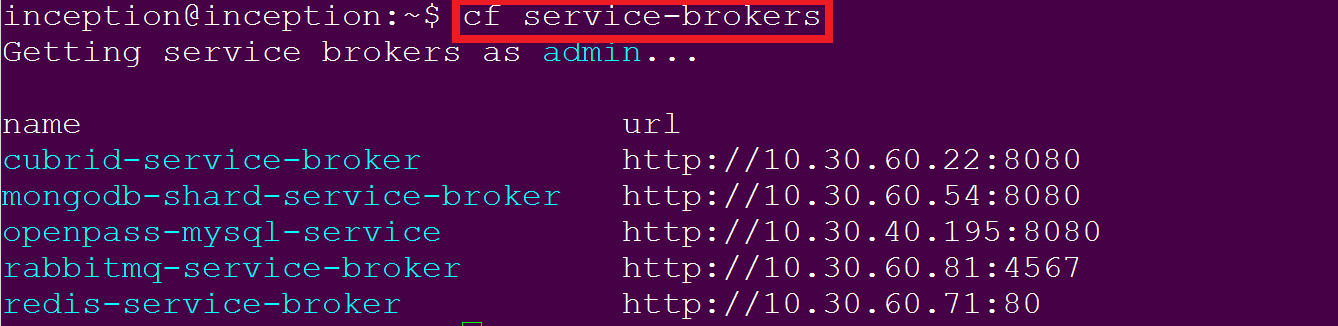 inception@inception:~$ cf service-brokers
Getting service brokers as admin...
name url
cubrid-service-broker http://10.30.60.22:8080
mongodb-shard-service-broker http://10.30.60.54:8080
openpass-mysql-service http://10.30.40.195:8080
rabbitmq-service-broker http://10.30.60.81:4567
redis-service-broker http://10.30.60.71:80